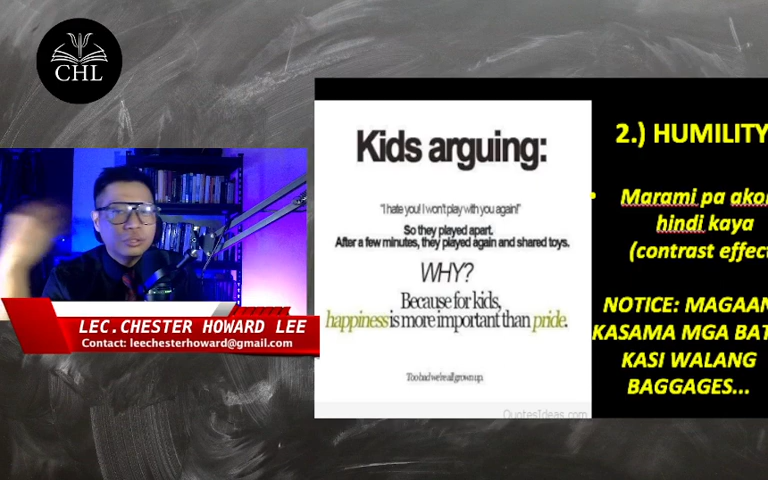 CHL
LEC.CHESTER HOWARD LEE
Contact: leechesterhoward@gmail.com
Kids arguing:
"I hate you! I won't play with you again!"
So they played apart.
After a few minutes, they played again and shared toys.
WHY?
Because for kids,
happiness is more important than pride.
Too bad we're all grown up.
QuotesIdeas.com
2.) HUMILITY
Marami pa
hindi kaya
(contrast effect
NOTICE: MAGAAN
KASAMA MGA
KASI WALANG
BAGGAGES...